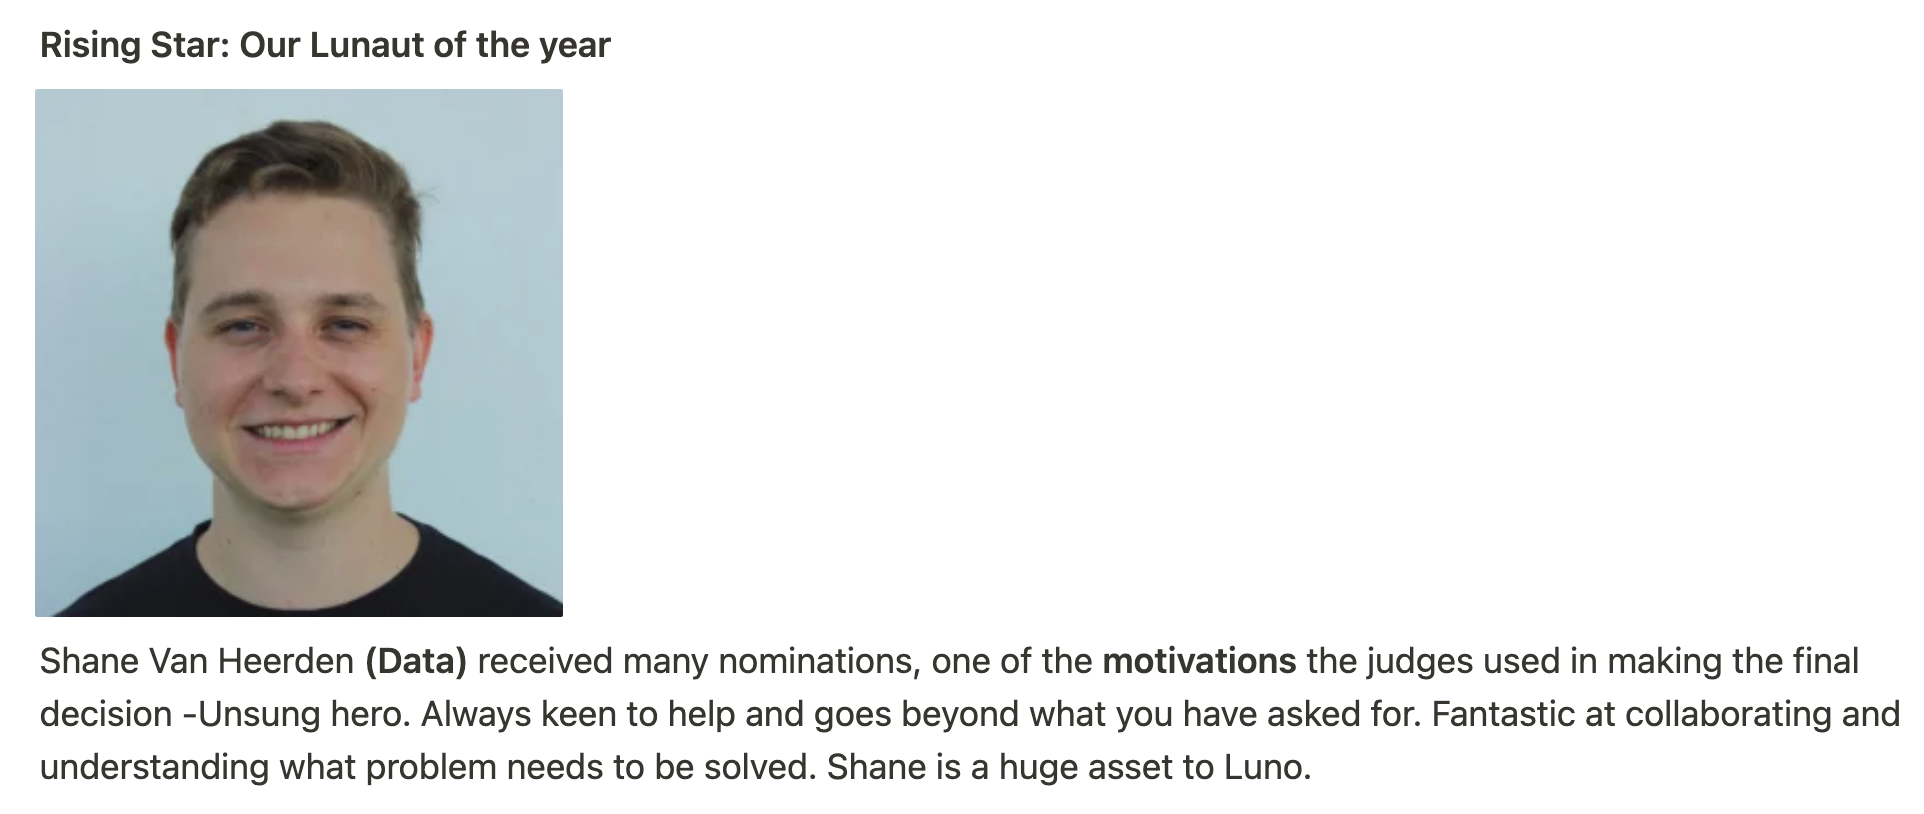 Rising Star: Our Lunaut of the year
Shane Van Heerden (Data) received many nominations, one of the motivations the judges used in making the final
decision -Unsung hero. Always keen to help and goes beyond what you have asked for. Fantastic at collaborating and
understanding what problem needs to be solved. Shane is a huge asset to Luno.